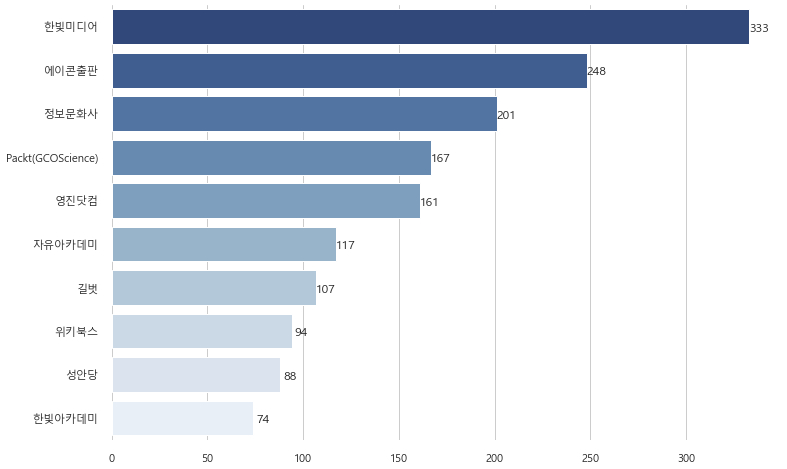 한빛미디어 333
에이콘출판 248
정보문화사 201
Packt(GCOScience) 167
영진닷컴 161
자유아카데미 117
길벗 107
위키북스 94
성안당 88
한빛아카데미 74
0 50 100 150 200 250 300